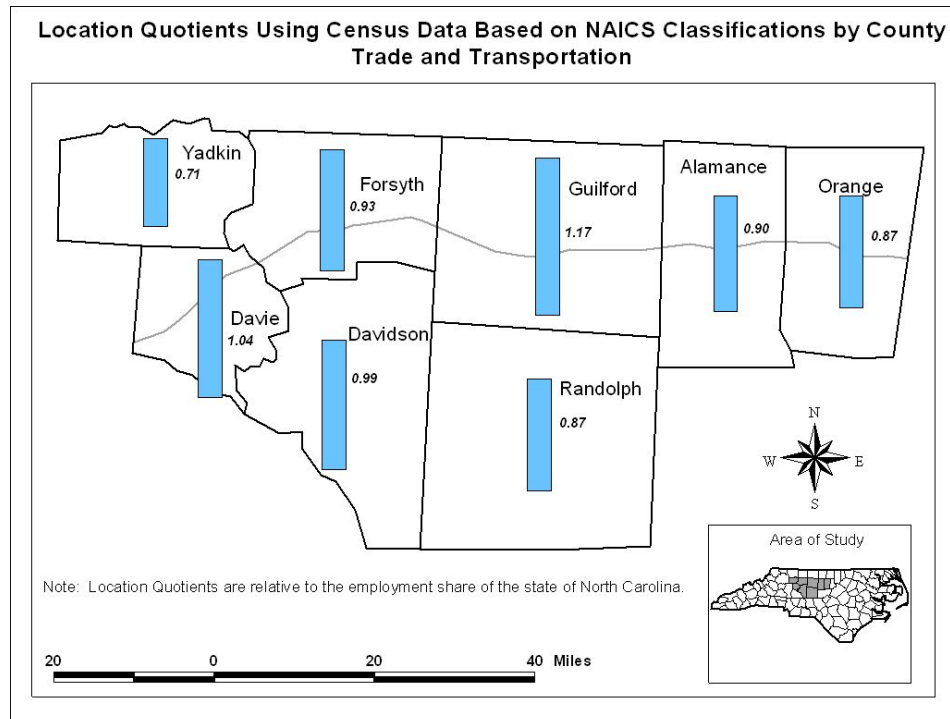 Location Quotients Using Census Data Based on NAICS Classifications by County
Trade and Transportation
Yadkin
0.71
Forsyth
0.93
Guilford
1.17
Alamance
0.90
Orange
0.87
Davie
1.04
Davidson
0.99
Randolph
0.87
N
W
E
S
Area of Study
Note: Location Quotients are relative to the employment share of the state of North Carolina.
20 0 20 40 Miles